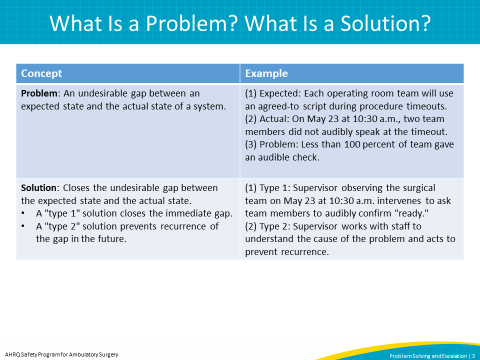 What Is a Problem? What Is a Solution?
Concept
Example
Problem: An undesirable gap between an
expected state and the actual state of a system.
(1) Expected: Each operating room team will use
an agreed-to script during procedure timeouts.
(2) Actual: On May 23 at 10:30 a.m., two team
members did not audibly speak at the timeout.
(3) Problem: Less than 100 percent of team gave
an audible check.
Solution: Closes the undesirable gap between
the expected state and the actual state.
• A "type 1" solution closes the immediate gap.
• A "type 2" solution prevents recurrence of
the gap in the future.
(1) Type 1: Supervisor observing the surgical
team on May 23 at 10:30 a.m. intervenes to ask
team members to audibly confirm "ready."
(2) Type 2: Supervisor works with staff to
understand the cause of the problem and acts to
prevent recurrence.
AHRQ Safety Program for Ambulatory Surgery
Problem Solving and Escalation | 3